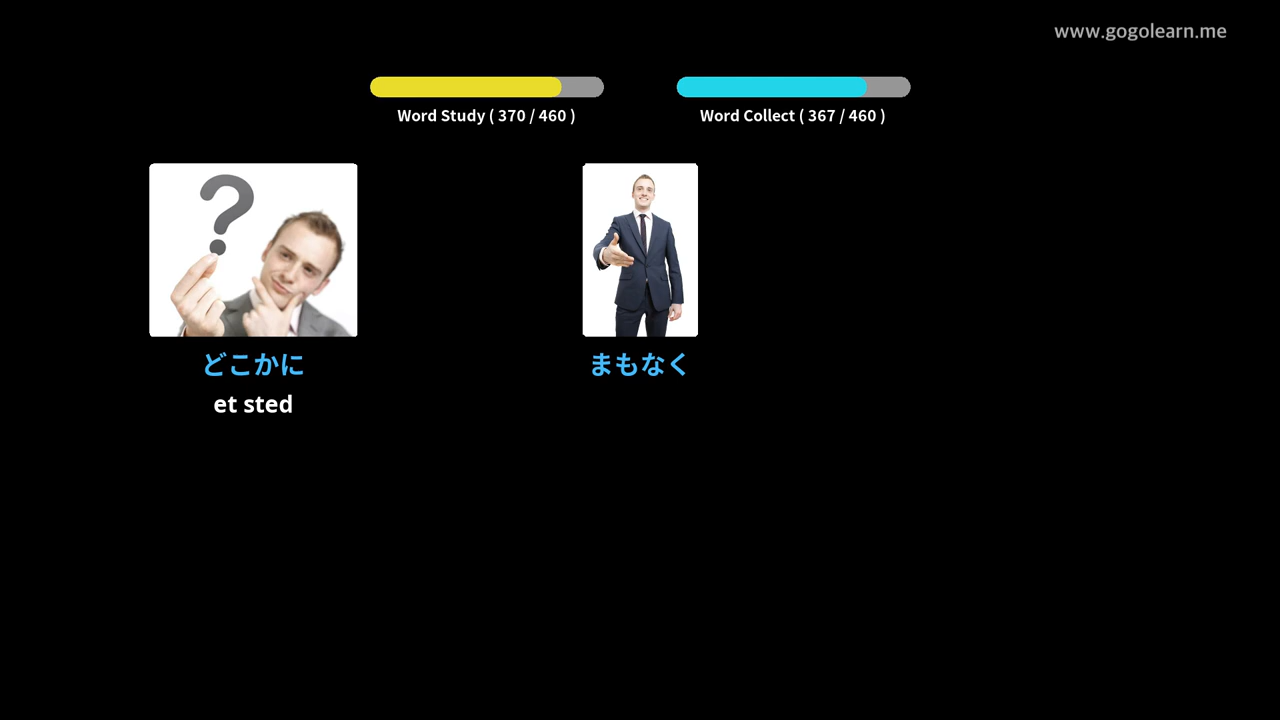 www.gogolearn.me
Word Study ( 370 / 460 )
Word Collect ( 367 / 460 )
どこかに
et sted
まもなく